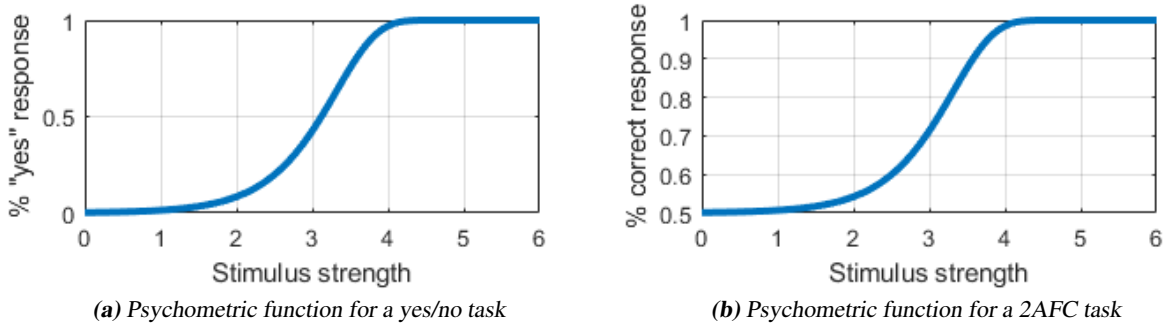 % "yes" response
1
0.5
0
0 1 2 3 4 5 6
Stimulus strength
(a) Psychometric function for a yes/no task
% correct response
1
0.9
0.8
0.7
0.6
0.5
0 1 2 3 4 5 6
Stimulus strength
(b) Psychometric function for a 2AFC task